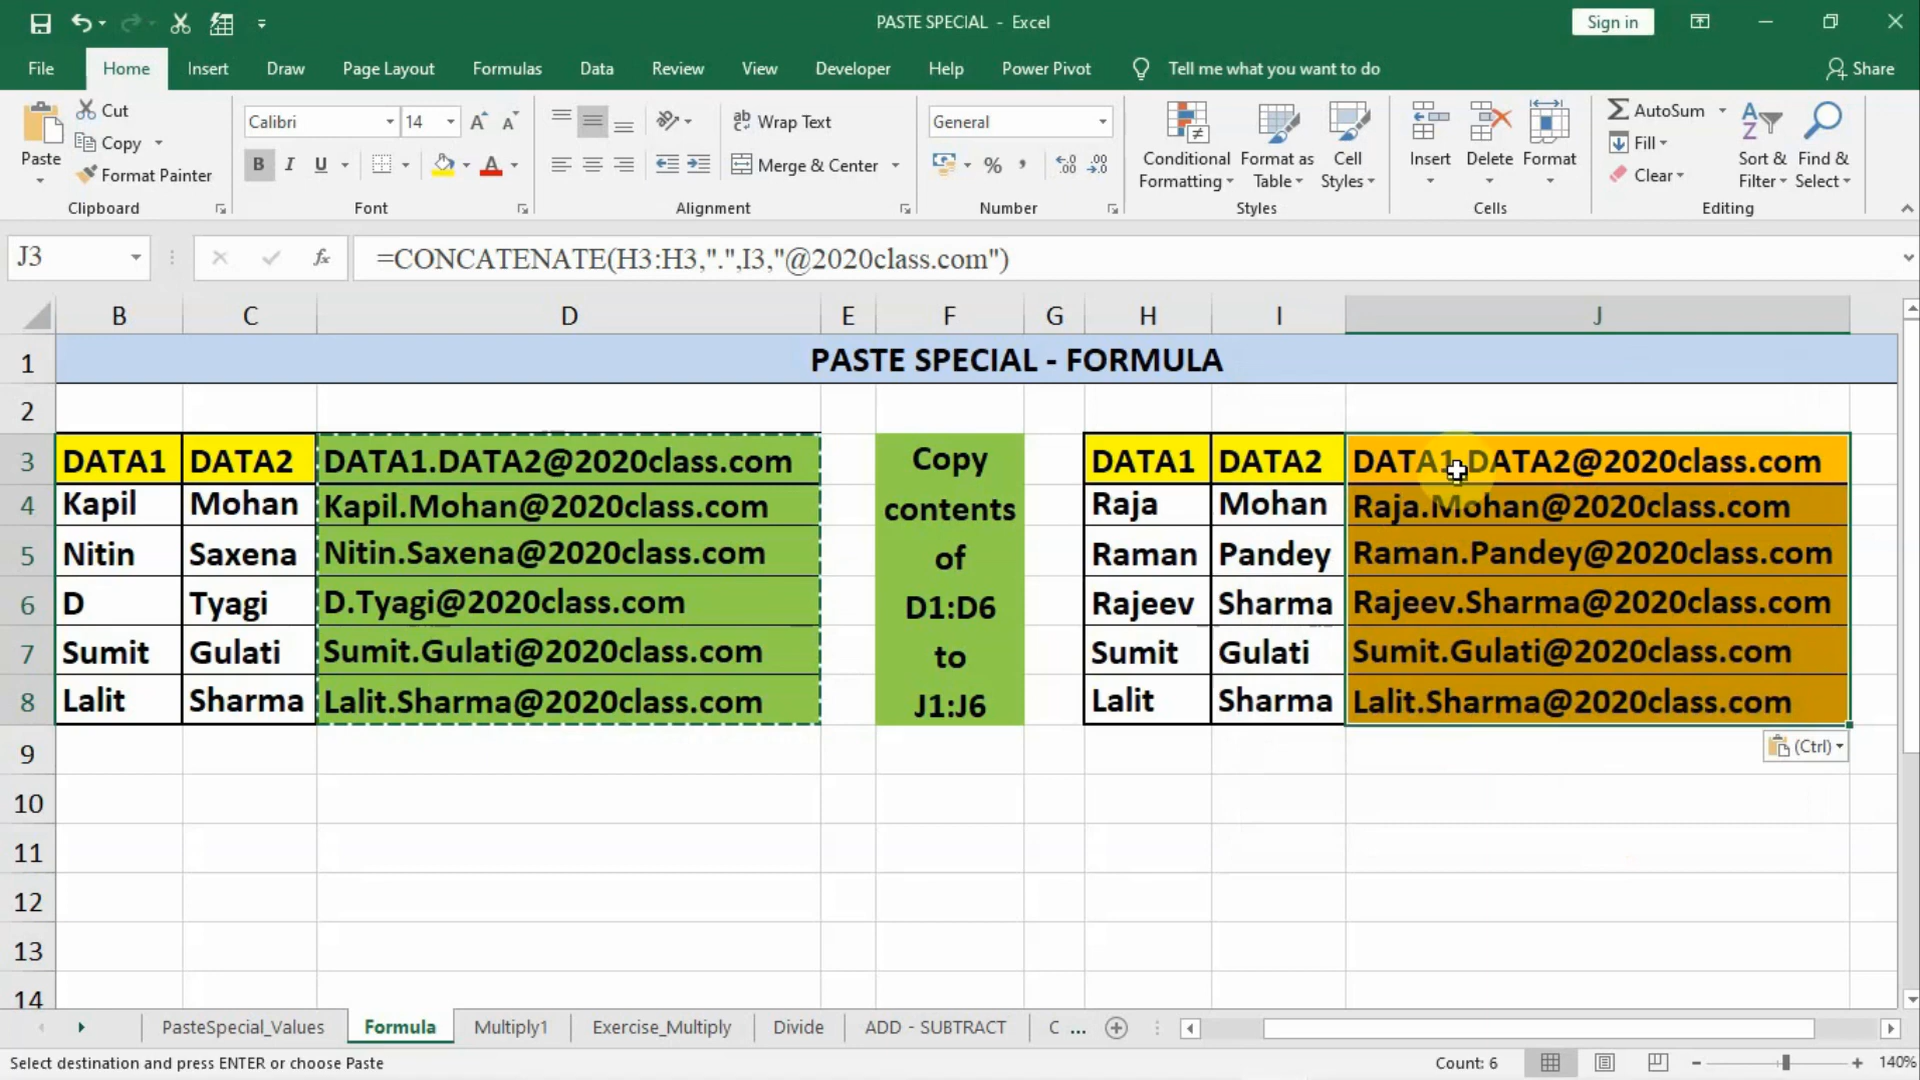 PASTE SPECIAL - Excel
Sign in
File Home Insert Draw Page Layout Formulas Data Review View Developer Help Power Pivot Tell me what you want to do Share
Paste
Cut
Copy
Format Painter
Clipboard
Calibri 14
B I U
Font
Wrap Text
Merge & Center
Alignment
General
Number
Conditional Formatting
Format as Table
Cell Styles
Styles
Insert Delete Format
Cells
AutoSum
Fill
Clear
Sort & Filter
Find & Select
Editing
J3 fx =CONCATENATE(H3:H3,".",I3,"@2020class.com")
B C D E F G H I J
1 PASTE SPECIAL - FORMULA
2
3 DATA1 DATA2 DATA1.DATA2@2020class.com Copy DATA1 DATA2 DATA1.DATA2@2020class.com
4 Kapil Mohan Kapil.Mohan@2020class.com contents Raja Mohan Raja.Mohan@2020class.com
5 Nitin Saxena Nitin.Saxena@2020class.com of Raman Pandey Raman.Pandey@2020class.com
6 D Tyagi D.Tyagi@2020class.com D1:D6 Rajeev Sharma Rajeev.Sharma@2020class.com
7 Sumit Gulati Sumit.Gulati@2020class.com to Sumit Gulati Sumit.Gulati@2020class.com
8 Lalit Sharma Lalit.Sharma@2020class.com J1:J6 Lalit Sharma Lalit.Sharma@2020class.com
9 (Ctrl)
10
11
12
13
14
PasteSpecial_Values Formula Multiply1 Exercise_Multiply Divide ADD - SUBTRACT C ...
Select destination and press ENTER or choose Paste Count: 6 140%